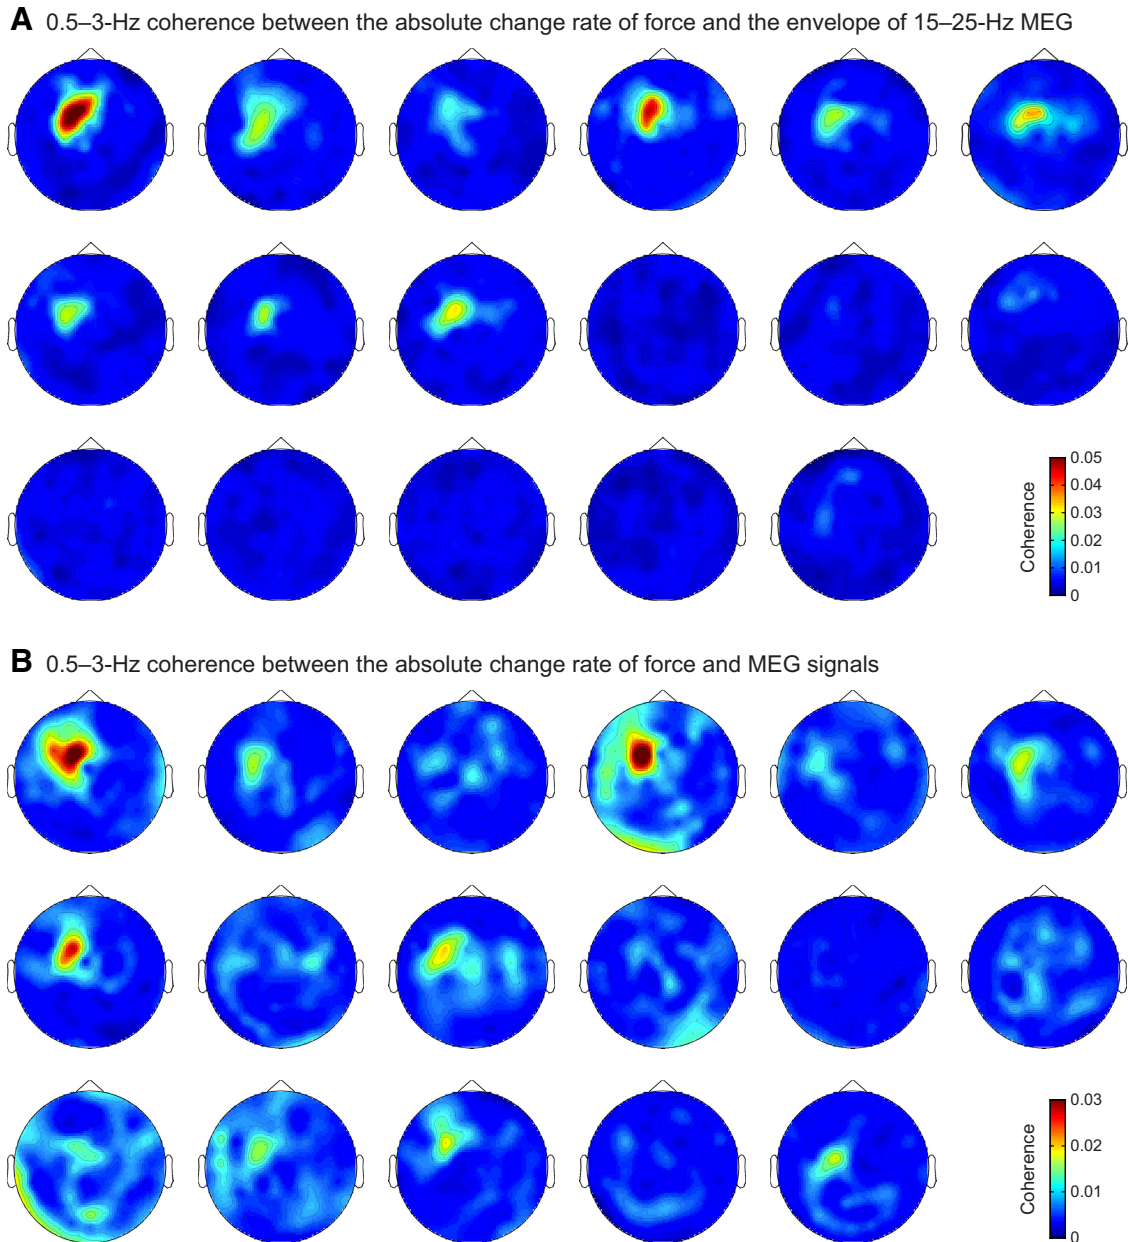 A 0.5–3-Hz coherence between the absolute change rate of force and the envelope of 15–25-Hz MEG
Coherence
0.05
0.04
0.03
0.02
0.01
0
B 0.5–3-Hz coherence between the absolute change rate of force and MEG signals
Coherence
0.03
0.02
0.01
0